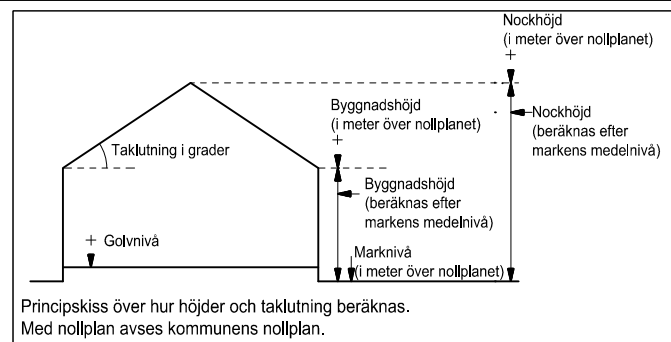 Nockhöjd
(i meter över nollplanet)
+
Byggnadshöjd
(i meter över nollplanet)
+
Nockhöjd
(beräknas efter
markens medelnivå)
Taklutning i grader
Byggnadshöjd
(beräknas efter
markens medelnivå)
+ Golvnivå
Marknivå
(i meter över nollplanet)
+
Principskiss över hur höjder och taklutning beräknas.
Med nollplan avses kommunens nollplan.